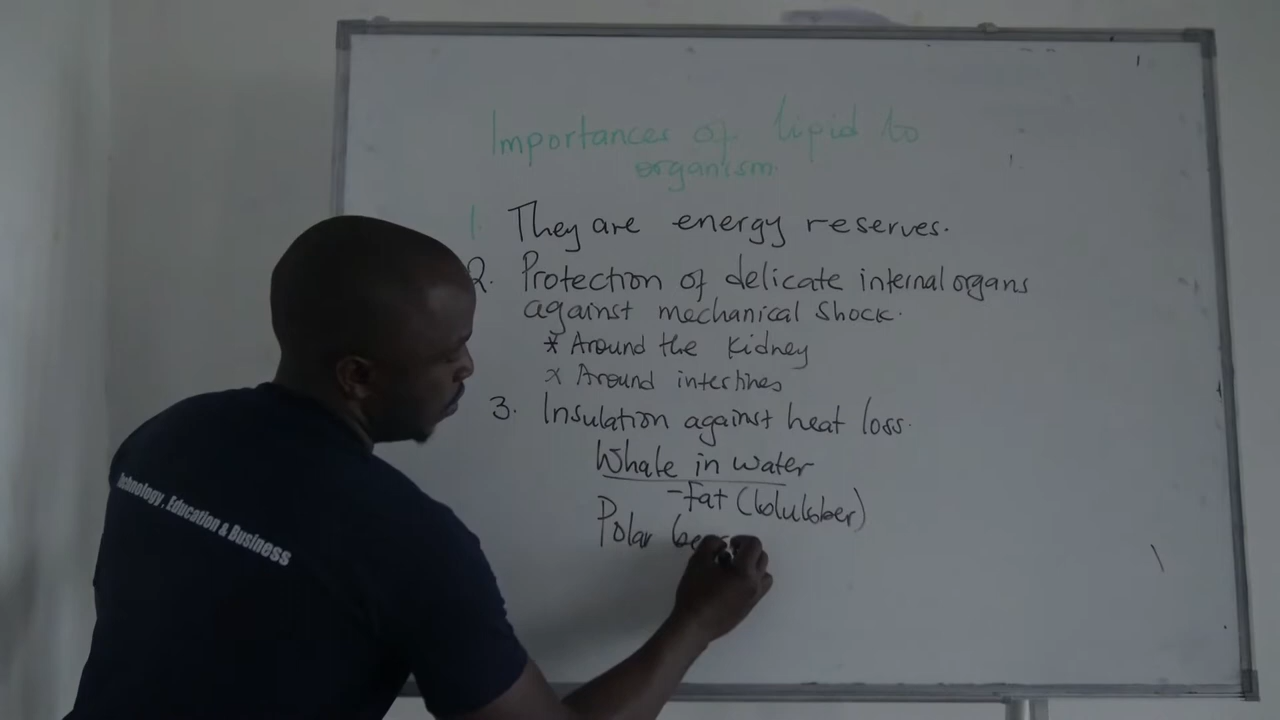 Importances of lipid to
organism.
1. They are energy reserves.
2. Protection of delicate internal organs
against mechanical shock.
* Around the kidney
x Around intestines
3. Insulation against heat loss.
Whale in water
- Fat (blubber)
Polar
Technology, Education & Business